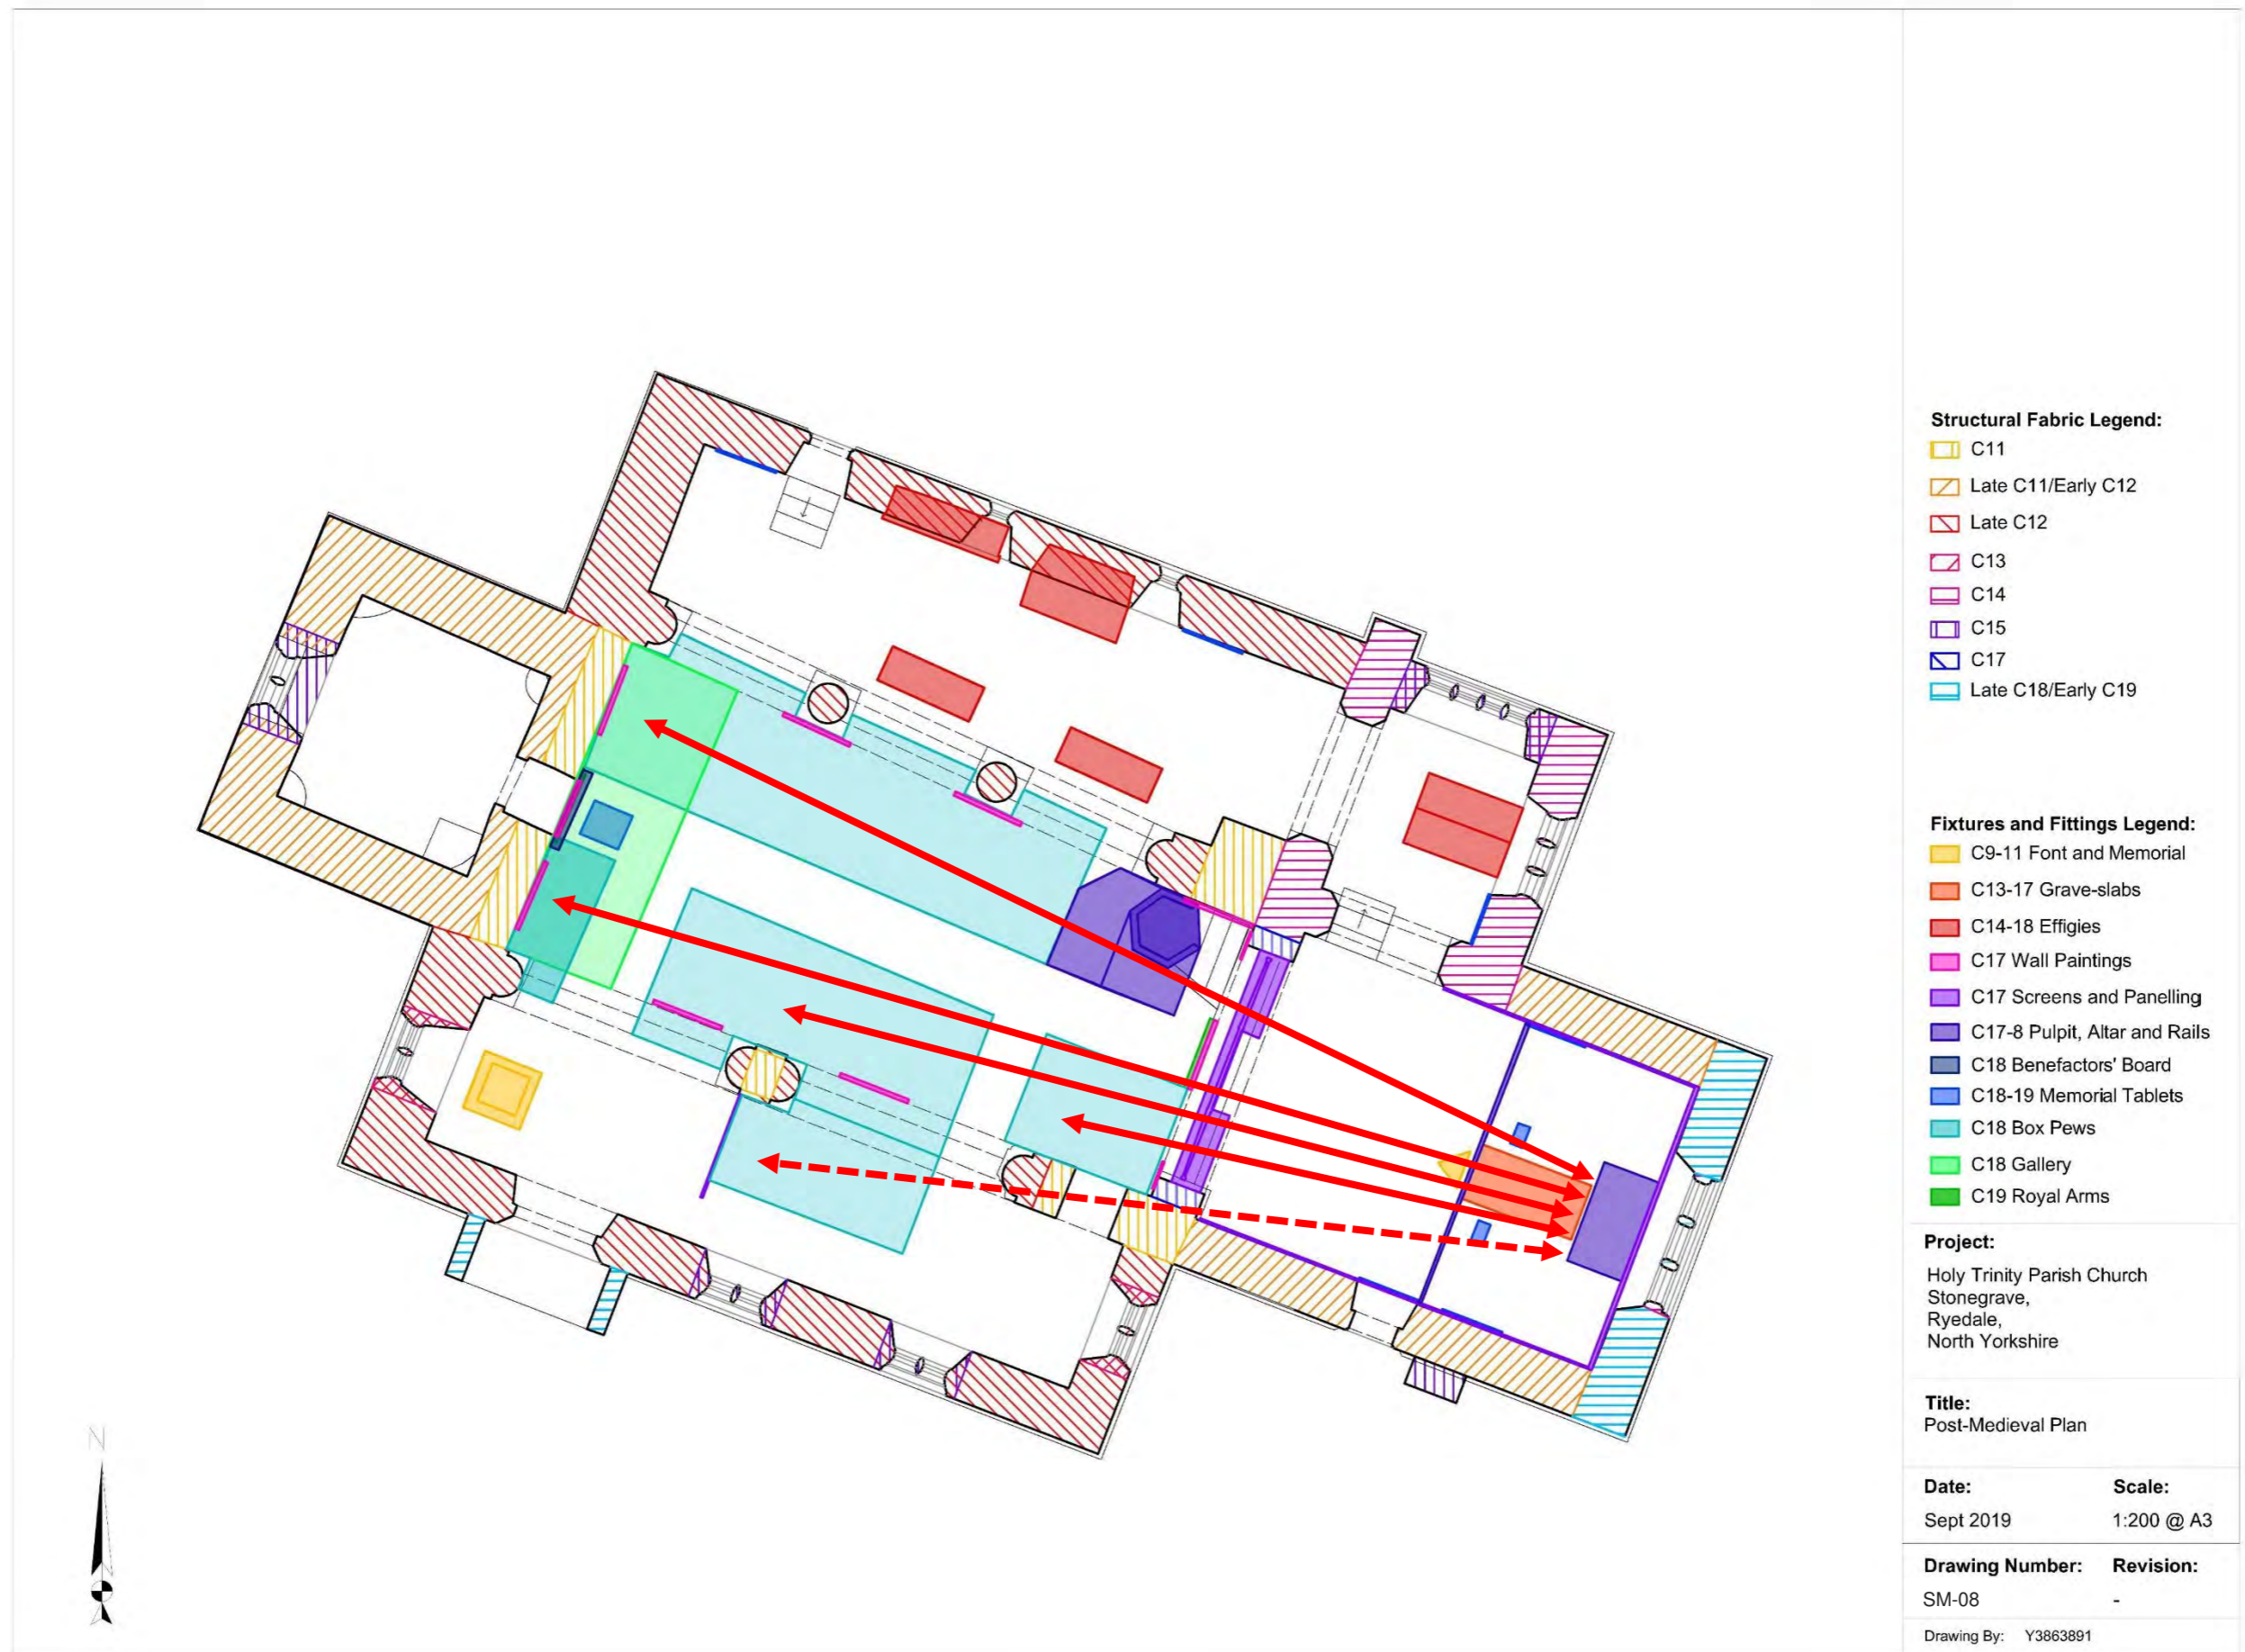 Structural Fabric Legend:
C11
Late C11/Early C12
Late C12
C13
C14
C15
C17
Late C18/Early C19
Fixtures and Fittings Legend:
C9-11 Font and Memorial
C13-17 Grave-slabs
C14-18 Effigies
C17 Wall Paintings
C17 Screens and Panelling
C17-8 Pulpit, Altar and Rails
C18 Benefactors' Board
C18-19 Memorial Tablets
C18 Box Pews
C18 Gallery
C19 Royal Arms
Project:
Holy Trinity Parish Church
Stonegrave,
Ryedale,
North Yorkshire
Title:
Post-Medieval Plan
Date: Scale:
Sept 2019 1:200 @ A3
Drawing Number: Revision:
SM-08 -
Drawing By: Y3863891
N